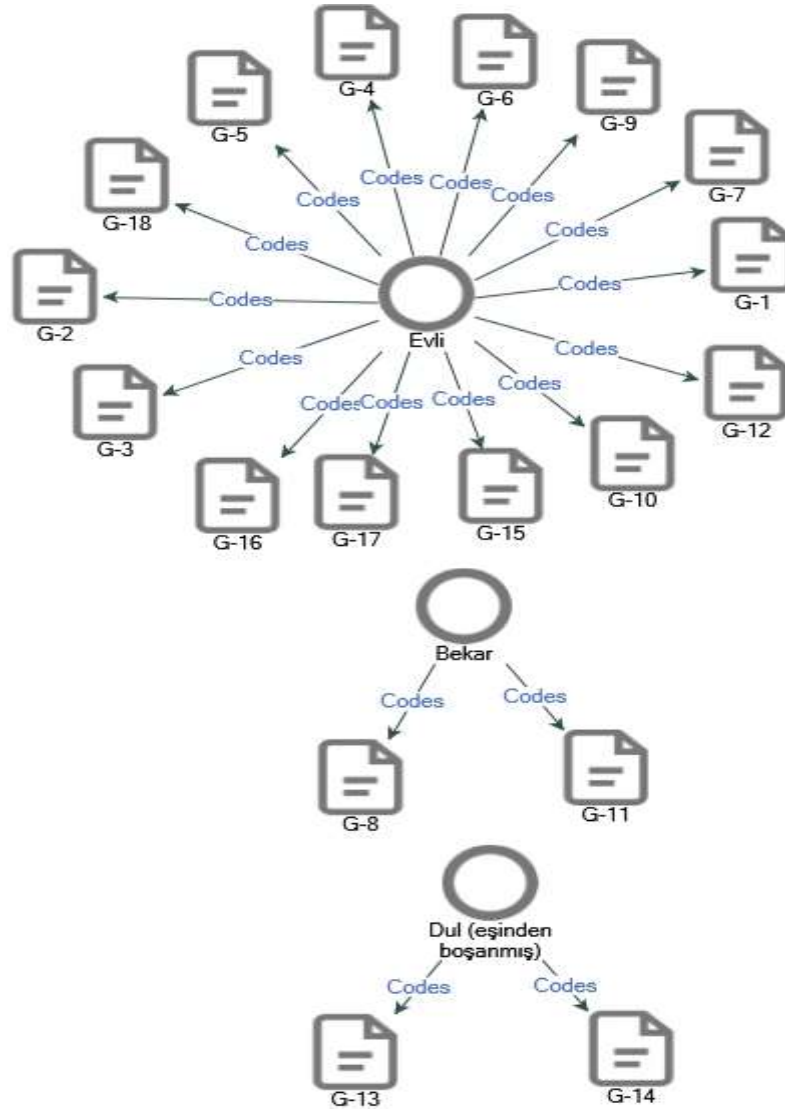 G-4
G-6
G-9
G-5
G-7
G-18
Codes
Codes
Codes
Codes
Codes
Codes
Codes
G-1
Codes
Codes
G-2
Evli
Codes
Codes
Codes
Codes
Codes
Codes
G-3
G-12
G-10
G-16
G-17
G-15
Bekar
Codes
Codes
G-8
G-11
Dul (eşinden
boşanmış)
Codes
Codes
G-13
G-14